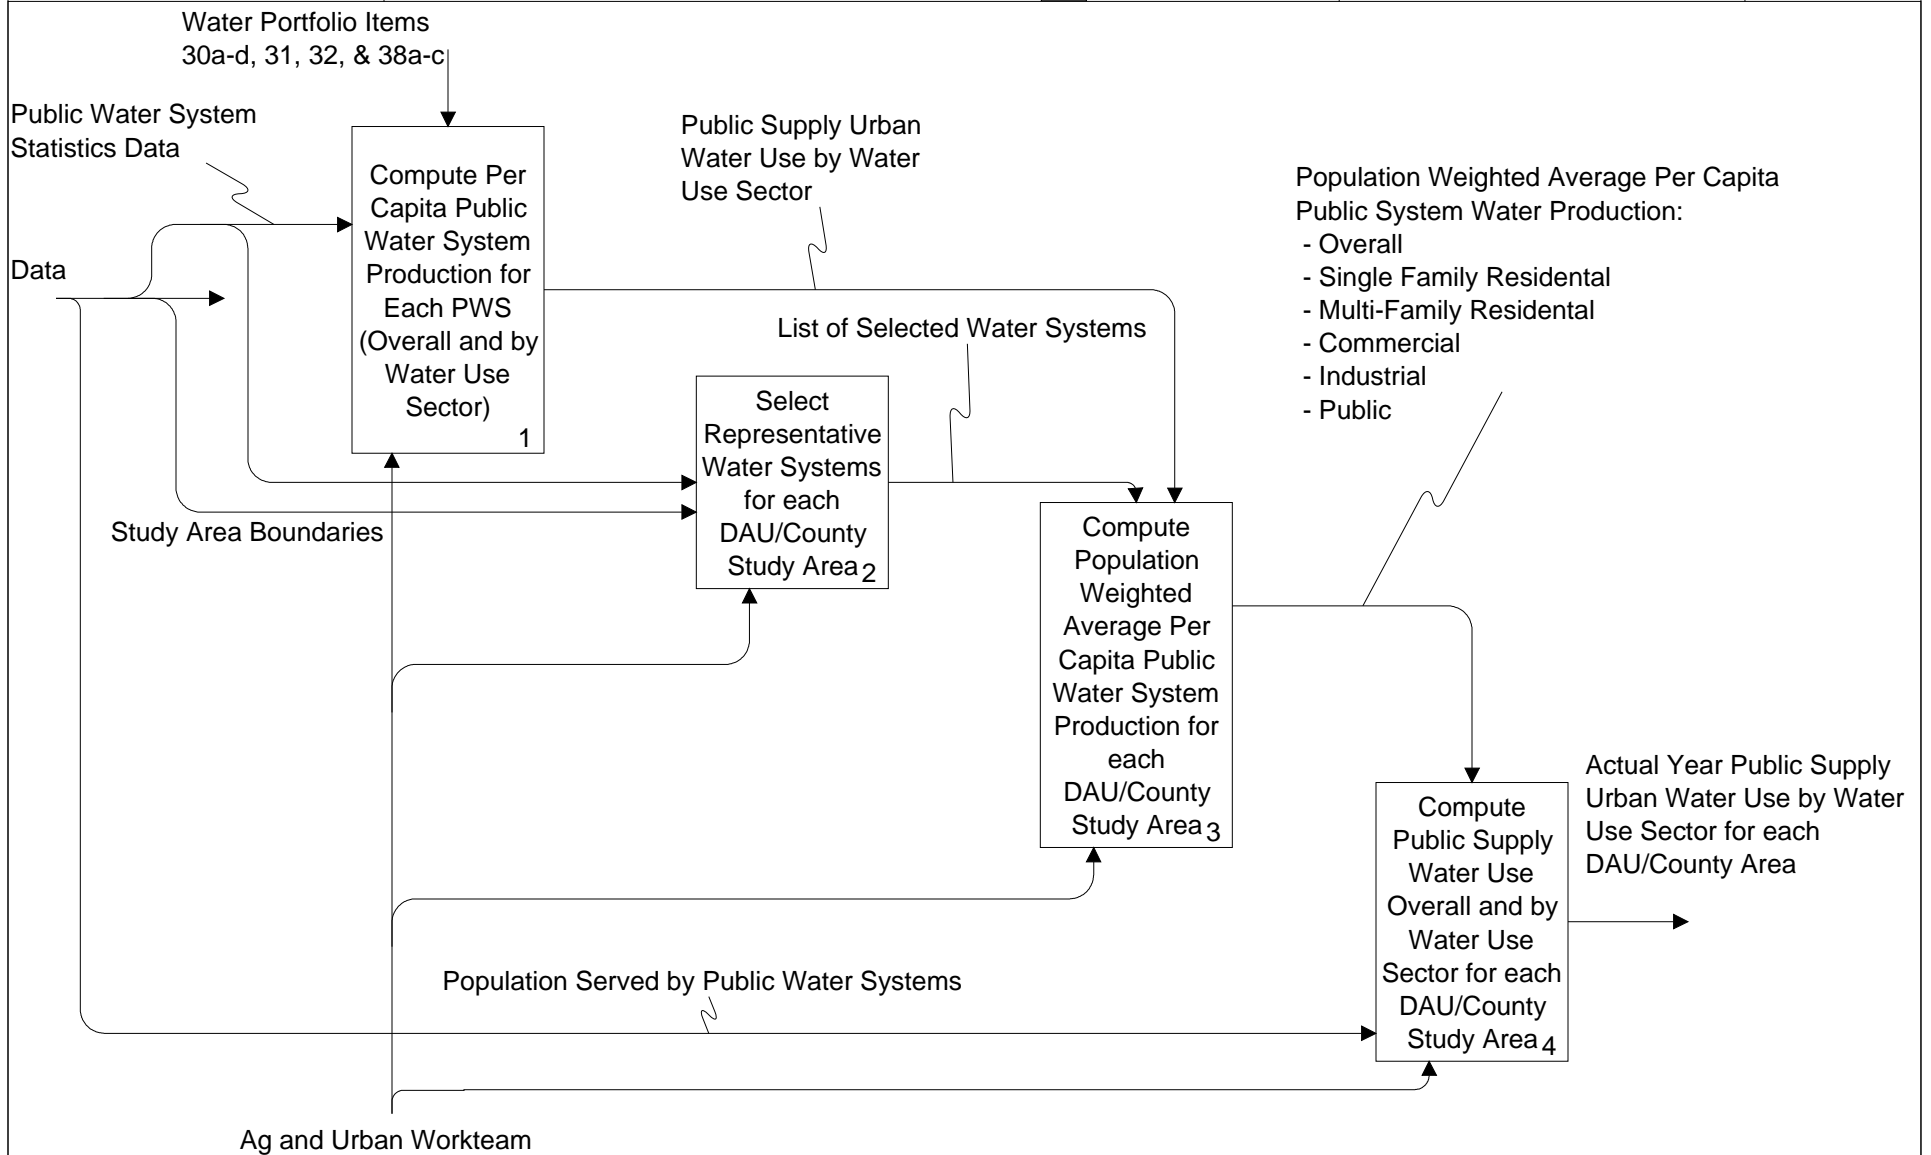 Water Portfolio Items
30a-d, 31, 32, & 38a-c
Public Water System
Statistics Data
Data
Compute Per
Capita Public
Water System
Production for
Each PWS
(Overall and by
Water Use
Sector)
1
Public Supply Urban
Water Use by Water
Use Sector
List of Selected Water Systems
Population Weighted Average Per Capita
Public System Water Production:
- Overall
- Single Family Residental
- Multi-Family Residental
- Commercial
- Industrial
- Public
Select
Representative
Water Systems
for each
DAU/County
Study Area
2
Study Area Boundaries
Compute
Population
Weighted
Average Per
Capita Public
Water System
Production for
each
DAU/County
Study Area
3
Actual Year Public Supply
Urban Water Use by Water
Use Sector for each
DAU/County Area
Compute
Public Supply
Water Use
Overall and by
Water Use
Sector for each
DAU/County
Study Area
4
Population Served by Public Water Systems
Ag and Urban Workteam